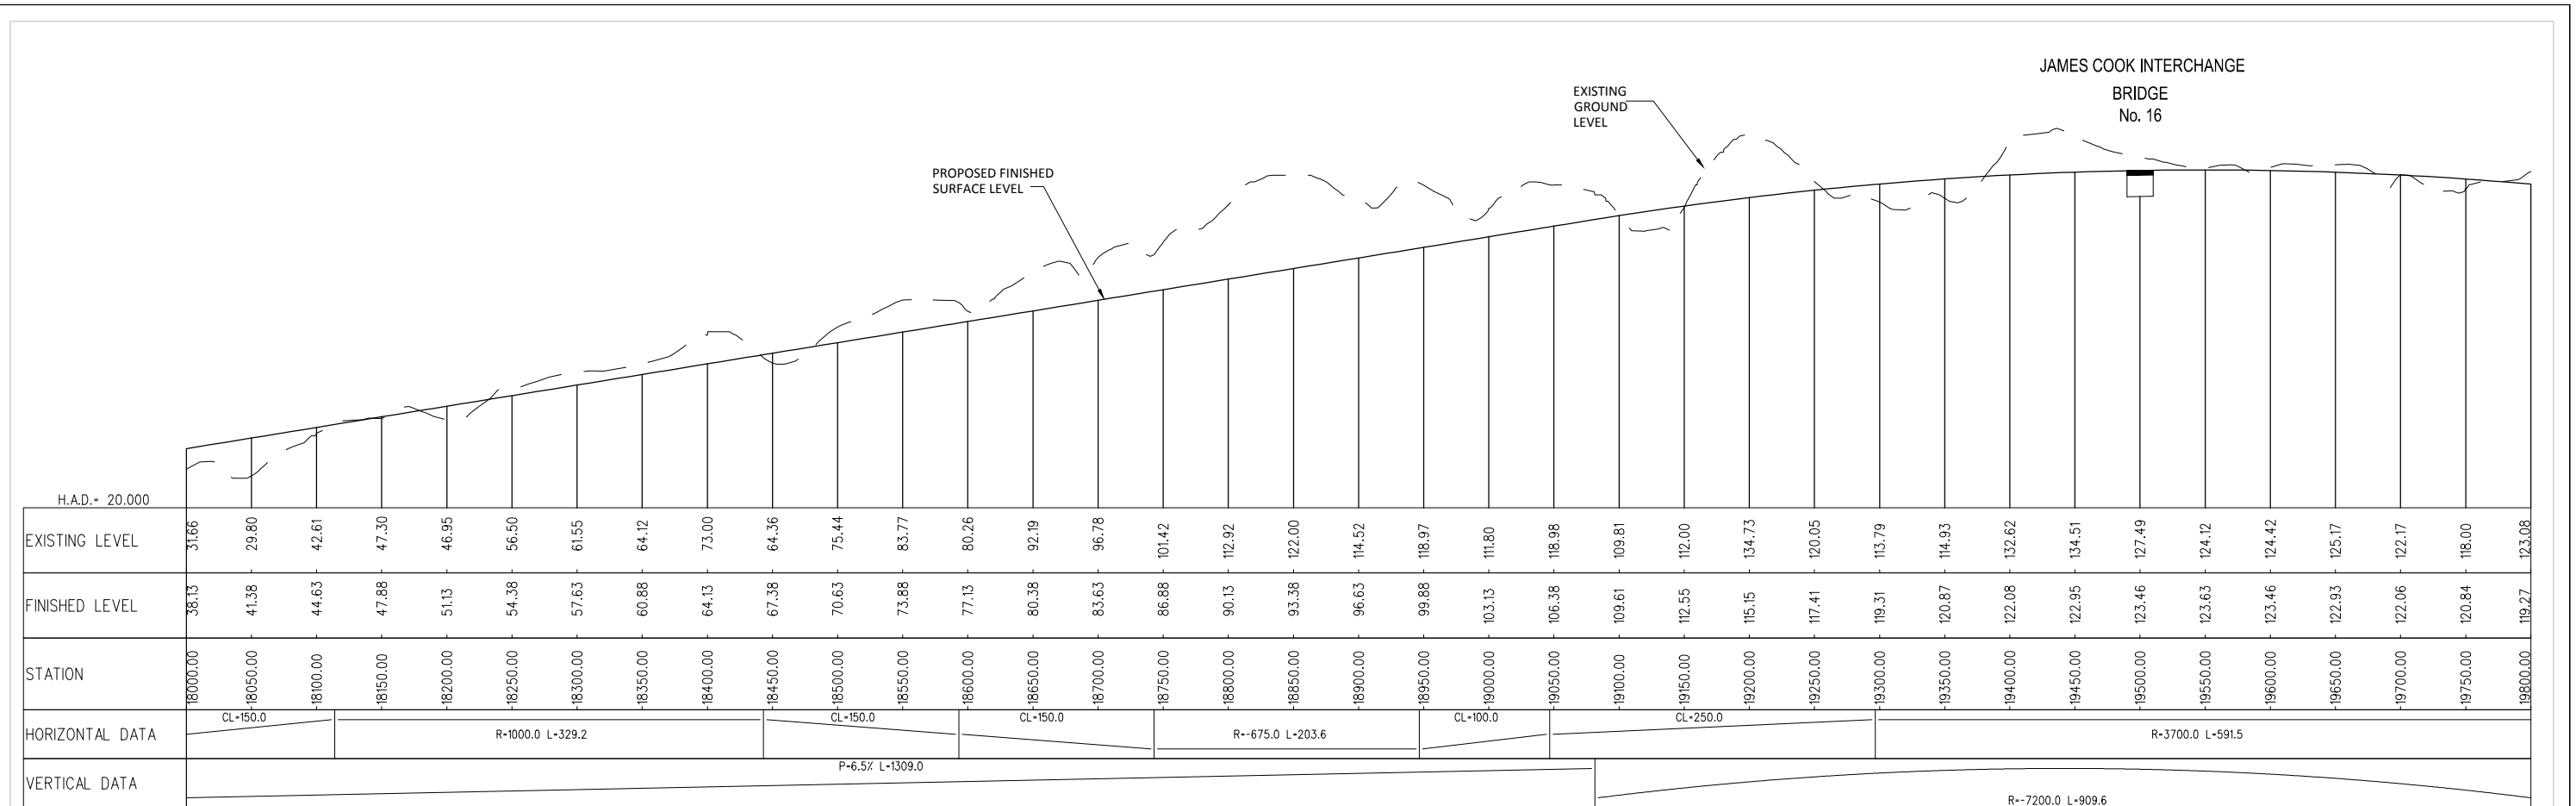 JAMES COOK INTERCHANGE
BRIDGE
No. 16
EXISTING
GROUND
LEVEL
PROPOSED FINISHED
SURFACE LEVEL
H.A.D.= 20.000
EXISTING LEVEL 31.66 29.80 42.61 47.30 46.95 56.50 61.55 64.12 73.00 64.36 75.44 83.77 80.26 92.19 96.78 101.42 112.92 122.00 114.52 118.97 111.80 118.98 109.81 112.00 134.73 120.05 113.79 114.93 132.62 134.51 127.49 124.12 124.42 125.17 122.17 118.00 123.08
FINISHED LEVEL 38.13 41.38 44.63 47.88 51.13 54.38 57.63 60.88 64.13 67.38 70.63 73.88 77.13 80.38 83.63 86.88 90.13 93.38 96.63 99.88 103.13 106.38 109.61 112.55 115.15 117.41 119.31 120.87 122.08 122.95 123.46 123.63 123.46 122.93 122.06 120.84 119.27
STATION 18000.00 18050.00 18100.00 18150.00 18200.00 18250.00 18300.00 18350.00 18400.00 18450.00 18500.00 18550.00 18600.00 18650.00 18700.00 18750.00 18800.00 18850.00 18900.00 18950.00 19000.00 19050.00 19100.00 19150.00 19200.00 19250.00 19300.00 19350.00 19400.00 19450.00 19500.00 19550.00 19600.00 19650.00 19700.00 19750.00 19800.00
HORIZONTAL DATA CL=150.0 R=1000.0 L=329.2 CL=150.0 CL=150.0 R=-675.0 L=203.6 CL=100.0 CL=250.0 R=3700.0 L=591.5
VERTICAL DATA P=6.5% L=1309.0 R=-7200.0 L=909.6